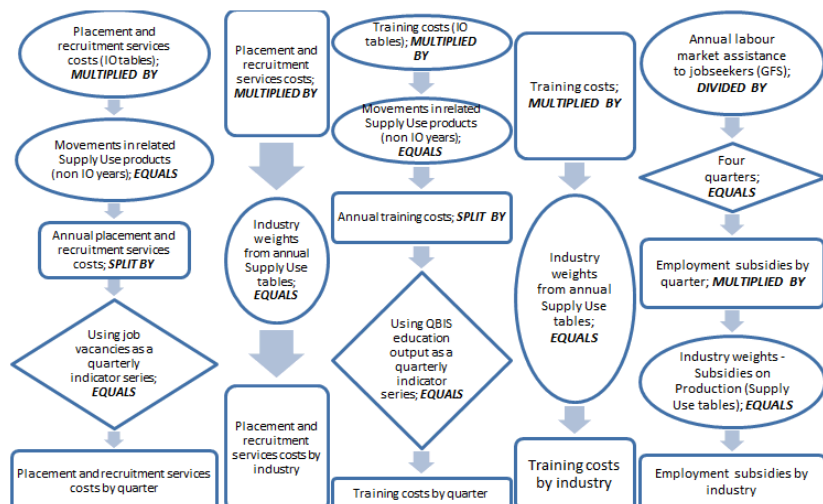 Placement and
recruitment services
costs (IO tables);
MULTIPLIED BY
Movements in related
Supply Use products
(non IO years); EQUALS
Annual placement and
recruitment services
costs; SPLIT BY
Using job
vacancies as a
quarterly
indicator series;
EQUALS
Placement and recruitment services
costs by quarter
Placement and
recruitment
services costs;
MULTIPLIED BY
Industry
weights
from annual
Supply Use
tables;
EQUALS
Placement and
recruitment
services costs by
industry
Training costs (IO
tables); MULTIPLIED
BY
Movements in related
Supply Use products
(non IO years);
EQUALS
Annual training costs; SPLIT BY
Using QBIS
education
output as a
quarterly
indicator
series; EQUALS
Training costs by quarter
Training costs;
MULTIPLIED BY
Industry
weights
from annual
Supply Use
tables;
EQUALS
Training costs
by industry
Annual labour
market assistance
to jobseekers (GFS);
DIVIDED BY
Four
quarters;
EQUALS
Employment subsidies by
quarter; MULTIPLIED BY
Industry weights -
Subsidies on
Production (Supply
Use tables); EQUALS
Employment subsidies by
industry